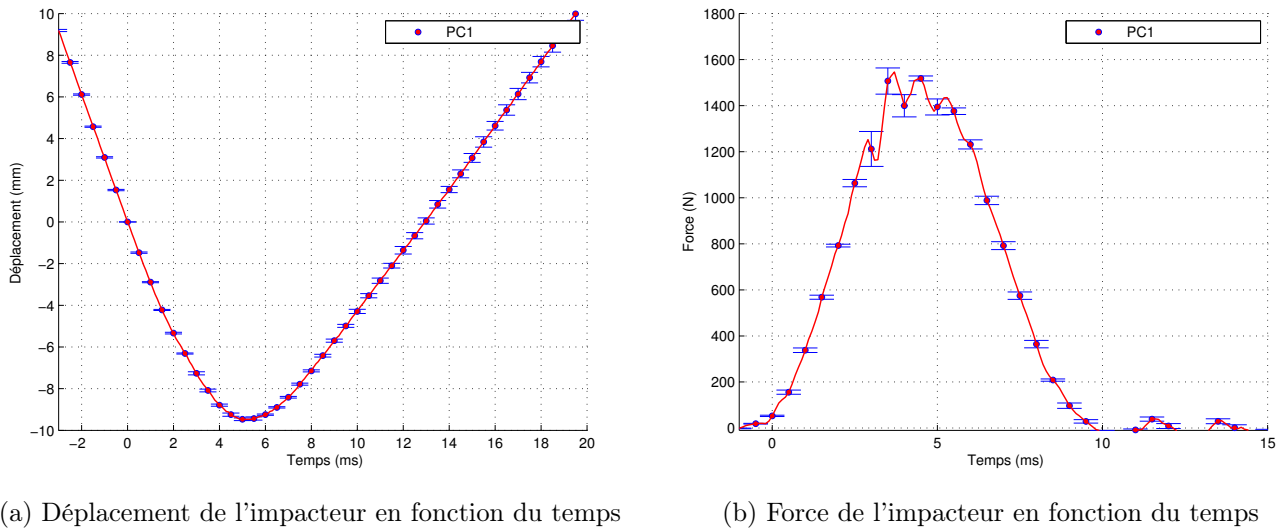 10
8
6
4
2
0
−2
−4
−6
−8
−10
−2 0 2 4 6 8 10 12 14 16 18 20
Déplacement (mm)
Temps (ms)
PC1
1800
1600
1400
1200
1000
800
600
400
200
0
0 5 10 15
Force (N)
Temps (ms)
PC1
(a) Déplacement de l'impacteur en fonction du temps
(b) Force de l'impacteur en fonction du temps